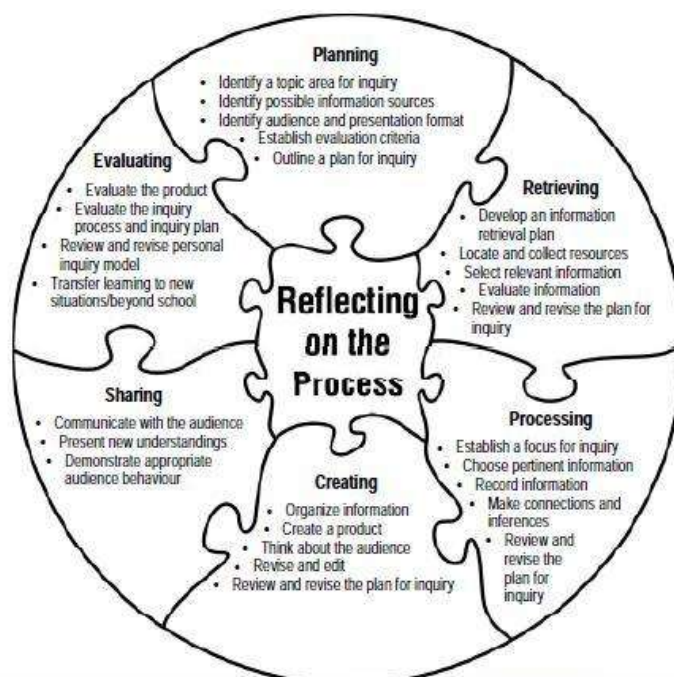 Planning
• Identify a topic area for inquiry
• Identify possible information sources
• Identify audience and presentation format
• Establish evaluation criteria
• Outline a plan for inquiry
Retrieving
• Develop an information
retrieval plan
• Locate and collect resources
• Select relevant information
• Evaluate information
• Review and revise the plan for
inquiry
Processing
• Establish a focus for inquiry
• Choose pertinent information
• Record information
• Make connections and
inferences
• Review and
revise the
plan for
inquiry
Creating
• Organize information
• Create a product
• Think about the audience
• Revise and edit
• Review and revise the plan for inquiry
Sharing
• Communicate with the audience
• Present new understandings
• Demonstrate appropriate
audience behaviour
Evaluating
• Evaluate the product
• Evaluate the inquiry
process and inquiry plan
• Review and revise personal
inquiry model
• Transfer learning to new
situations/beyond school
Reflecting
on the
Process